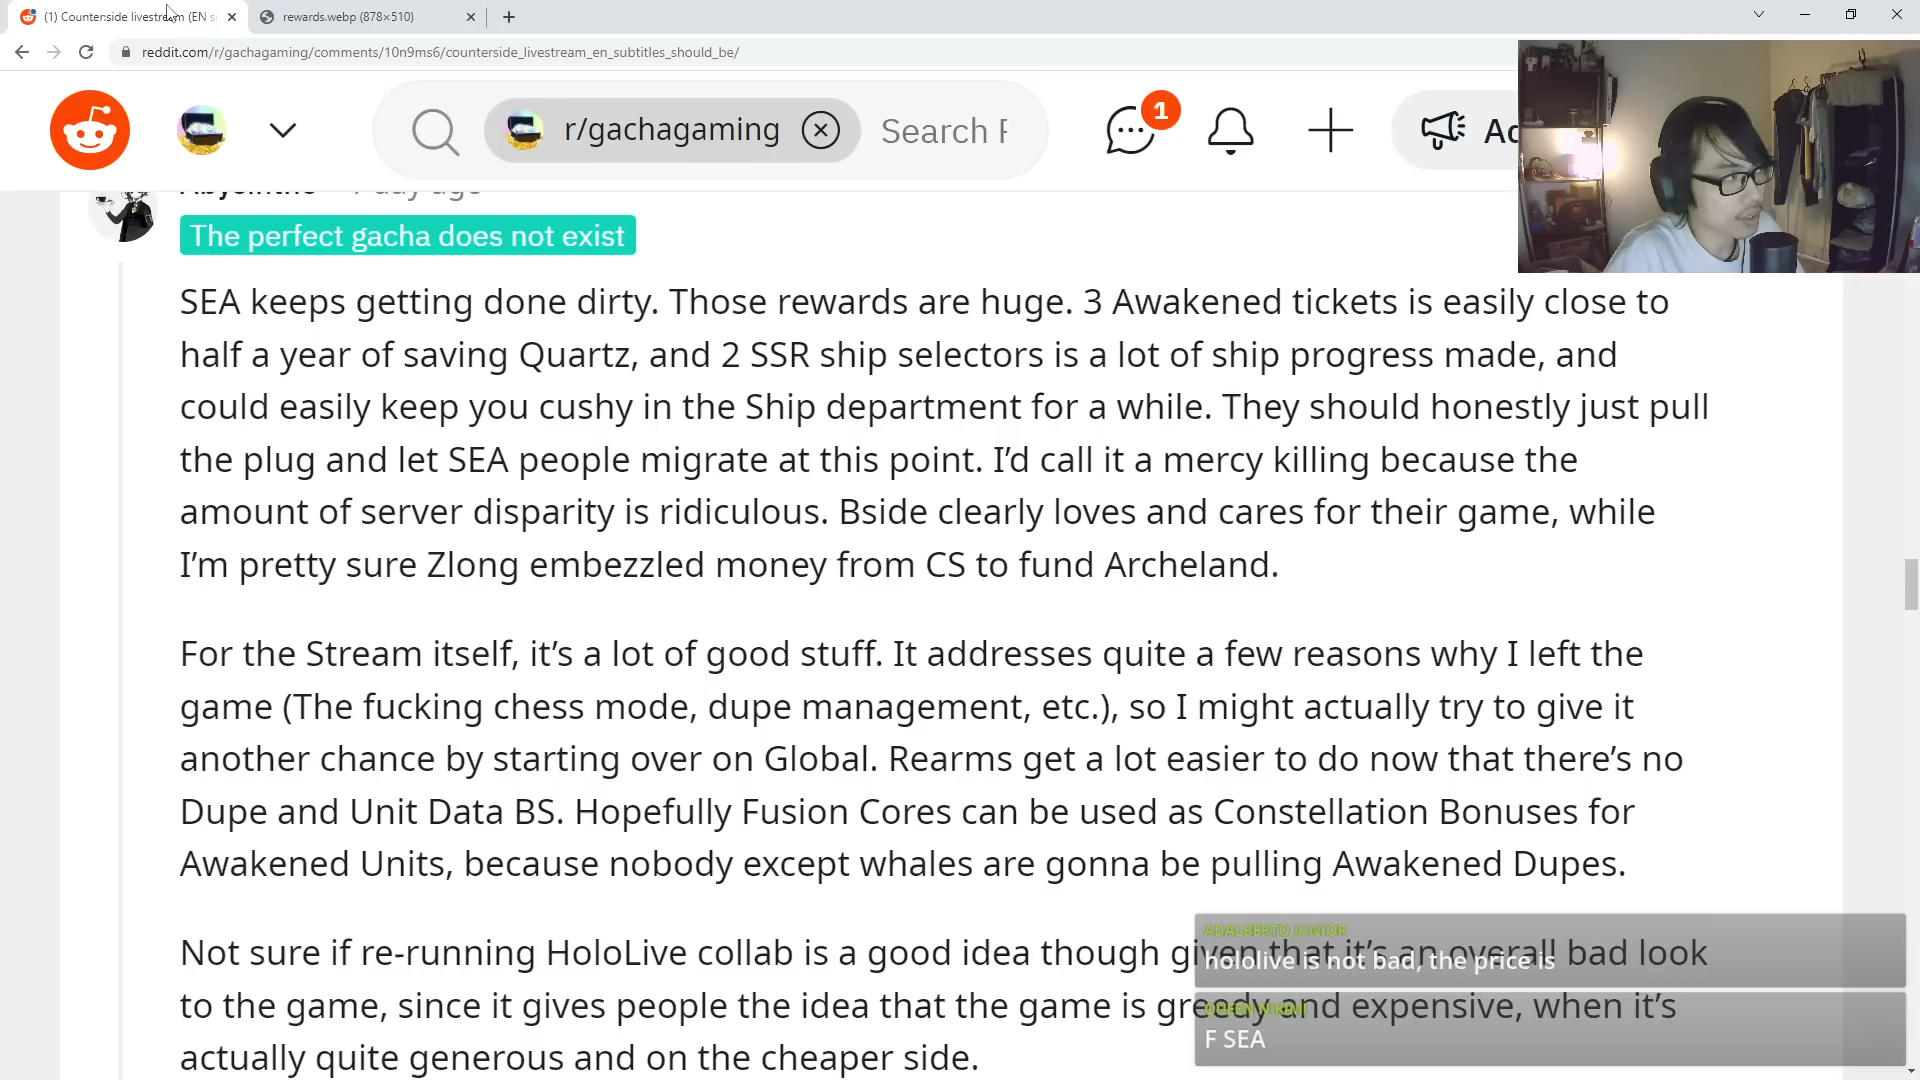 (1) Counter:side livestream (EN s
rewards.webp (878×510)
reddit.com/r/gachagaming/comments/10n9ms6/counterside_livestream_en_subtitles_should_be/
r/gachagaming
Search
1
The perfect gacha does not exist
SEA keeps getting done dirty. Those rewards are huge. 3 Awakened tickets is easily close to
half a year of saving Quartz, and 2 SSR ship selectors is a lot of ship progress made, and
could easily keep you cushy in the Ship department for a while. They should honestly just pull
the plug and let SEA people migrate at this point. I'd call it a mercy killing because the
amount of server disparity is ridiculous. Bside clearly loves and cares for their game, while
I'm pretty sure Zlong embezzled money from CS to fund Archeland.
For the Stream itself, it's a lot of good stuff. It addresses quite a few reasons why I left the
game (The fucking chess mode, dupe management, etc.), so I might actually try to give it
another chance by starting over on Global. Rearms get a lot easier to do now that there's no
Dupe and Unit Data BS. Hopefully Fusion Cores can be used as Constellation Bonuses for
Awakened Units, because nobody except whales are gonna be pulling Awakened Dupes.
Not sure if re-running HoloLive collab is a good idea though given that it's an overall bad look
to the game, since it gives people the idea that the game is greedy and expensive, when it's
actually quite generous and on the cheaper side.
ADALBERTO JUNIOR
hololive is not bad, the price is
F SEA